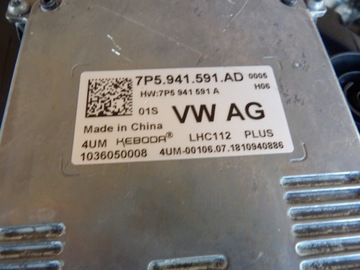 7P5.941.591.AD 0005
HW:7P5 941 591 A H06
01S VW AG
Made in China
4UM KEBODA® LHC112 PLUS
1036050008 4UM-00106.07.1810940886